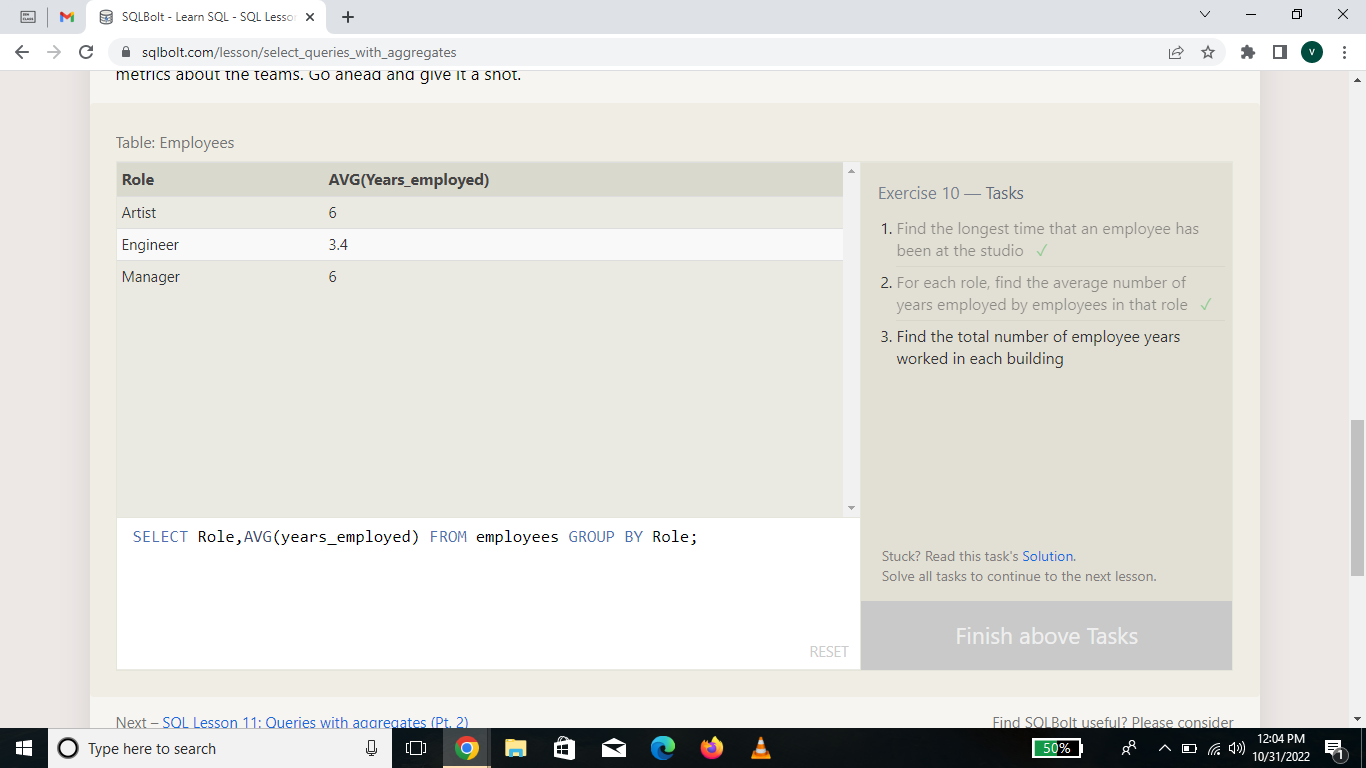 SQLBolt - Learn SQL - SQL Lesso
sqlbolt.com/lesson/select_queries_with_aggregates
V
metrics about the teams. Go ahead and give it a shot.
Table: Employees
Role AVG(Years_employed)
Artist 6
Engineer 3.4
Manager 6
SELECT Role,AVG(years_employed) FROM employees GROUP BY Role;
RESET
Exercise 10 — Tasks
1. Find the longest time that an employee has
been at the studio ✓
2. For each role, find the average number of
years employed by employees in that role ✓
3. Find the total number of employee years
worked in each building
Stuck? Read this task's Solution.
Solve all tasks to continue to the next lesson.
Finish above Tasks
Next – SQL Lesson 11: Queries with aggregates (Pt. 2)
Find SQLBolt useful? Please consider
Type here to search
50%
12:04 PM
10/31/2022
1